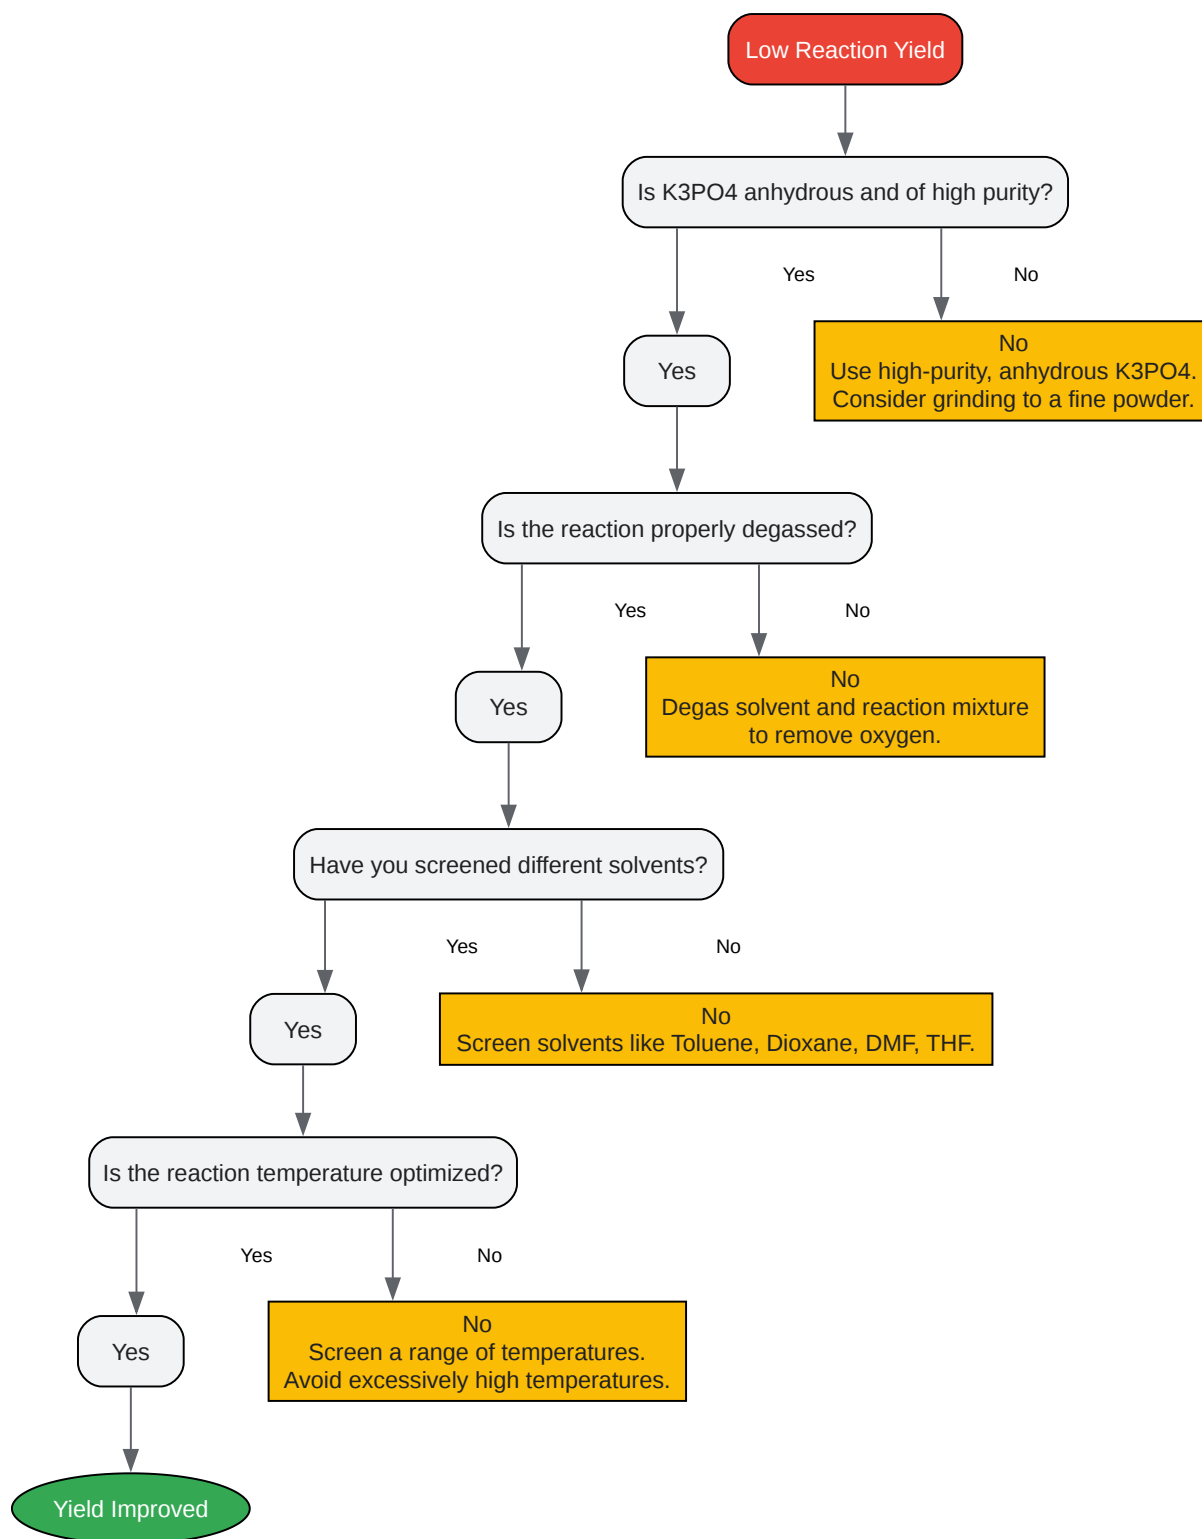 Low Reaction Yield
Is K3PO4 anhydrous and of high purity?
Yes
No
Yes
No
Use high-purity, anhydrous K3PO4.
Consider grinding to a fine powder.
Is the reaction properly degassed?
Yes
No
Yes
No
Degas solvent and reaction mixture
to remove oxygen.
Have you screened different solvents?
Yes
No
Yes
No
Screen solvents like Toluene, Dioxane, DMF, THF.
Is the reaction temperature optimized?
Yes
No
Yes
No
Screen a range of temperatures.
Avoid excessively high temperatures.
Yield Improved